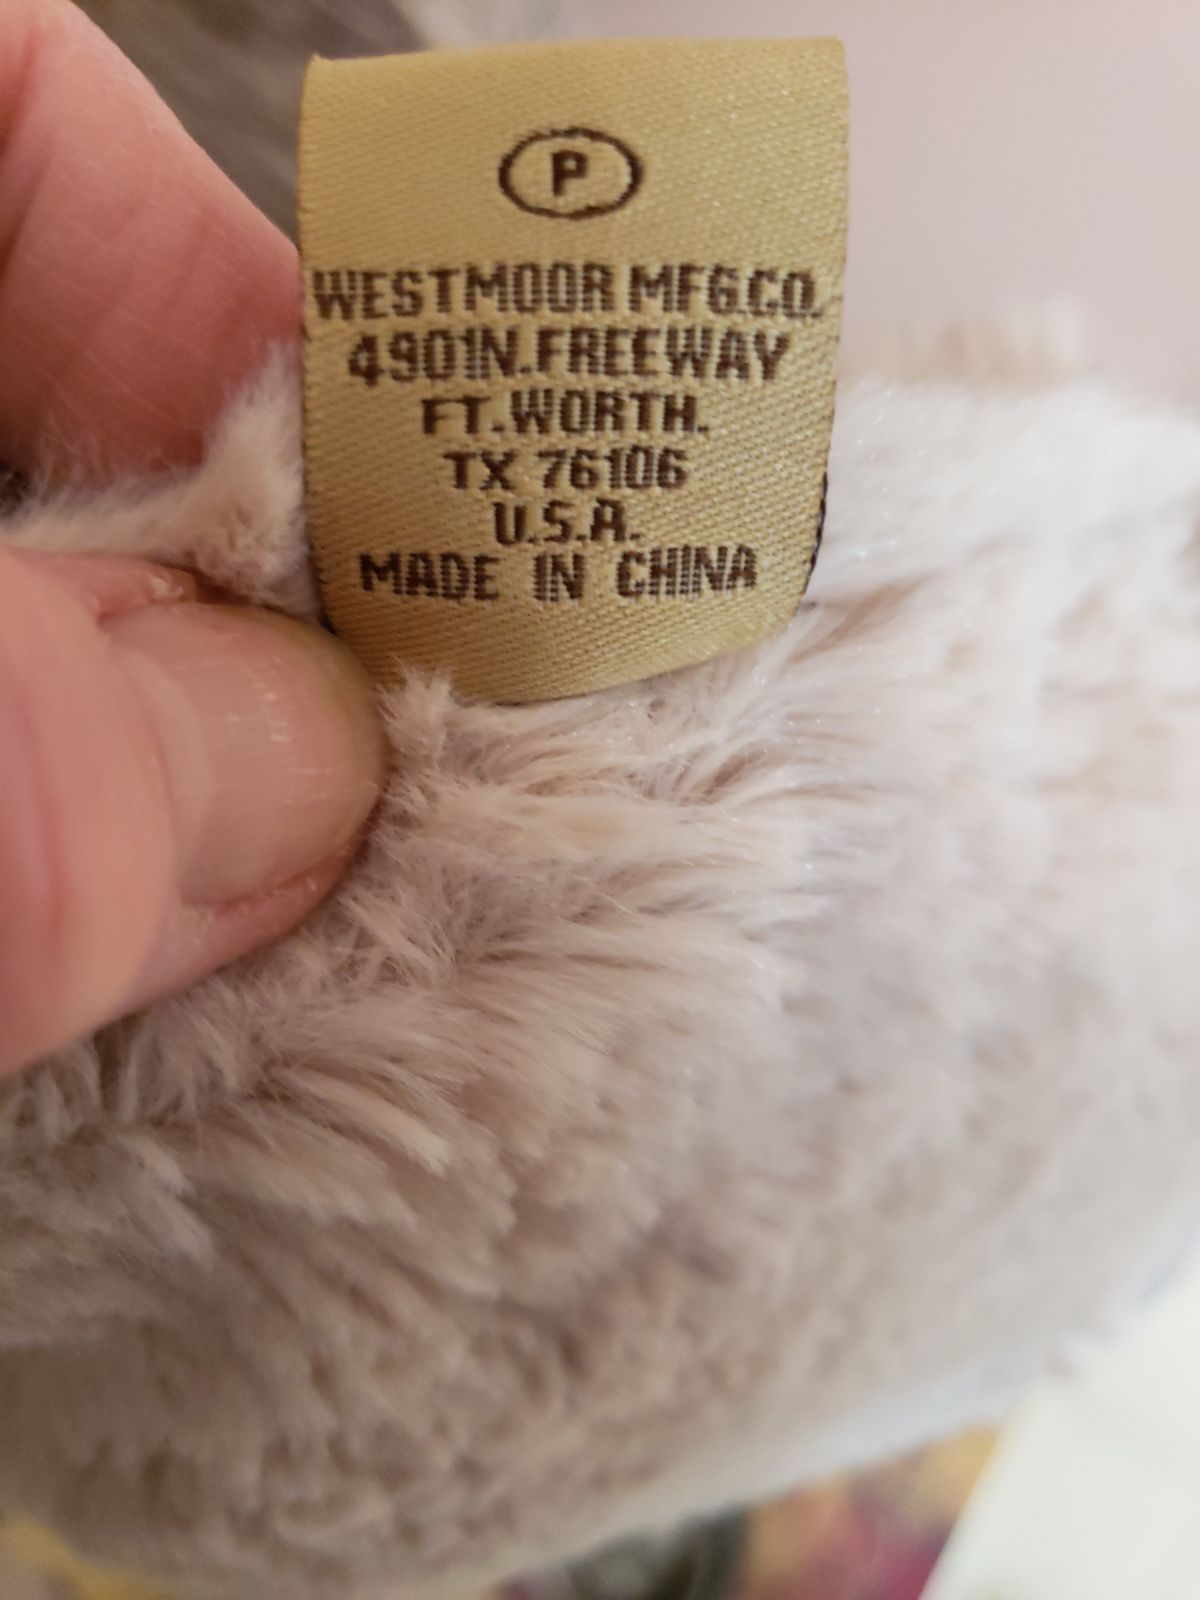 P
WESTMOOR MFG.CO.
4901N.FREEWAY
FT.WORTH.
TX 76106
U.S.A.
MADE IN CHINA